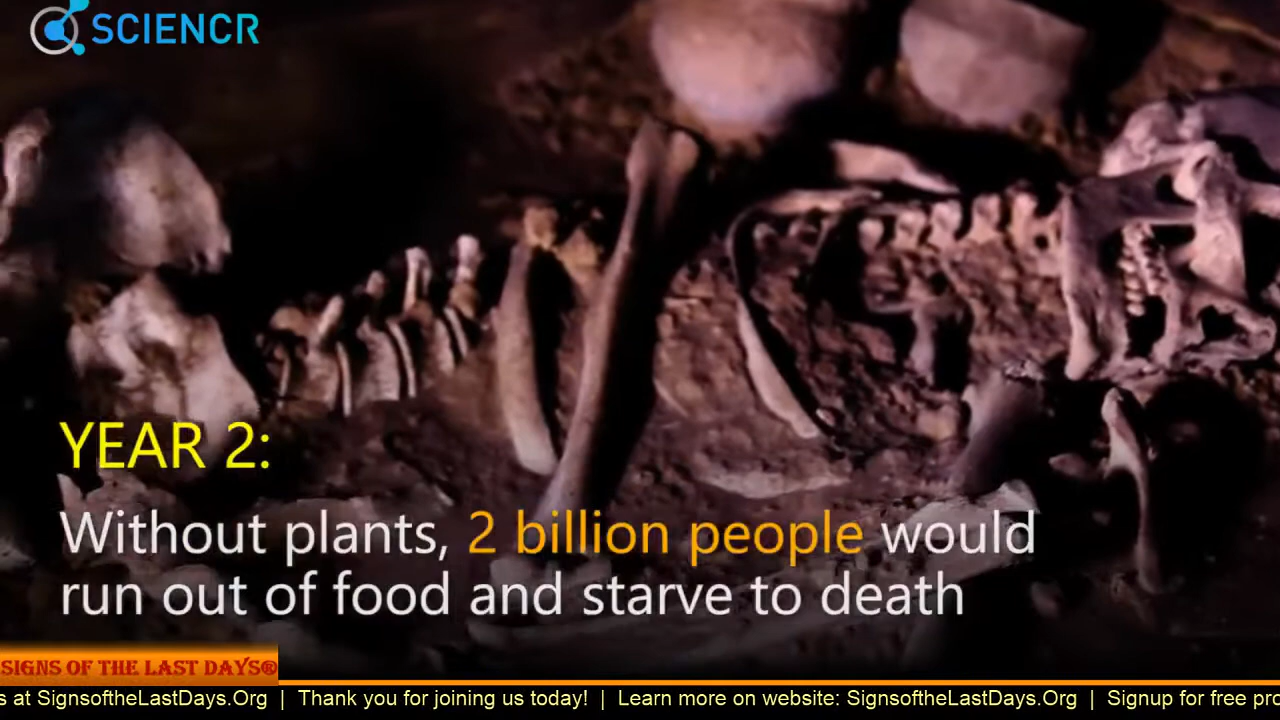 SCIENCR
YEAR 2:
Without plants, 2 billion people would
run out of food and starve to death
SIGNS OF THE LAST DAYS®
s at SignsoftheLastDays.Org | Thank you for joining us today! | Learn more on website: SignsoftheLastDays.Org | Signup for free pro